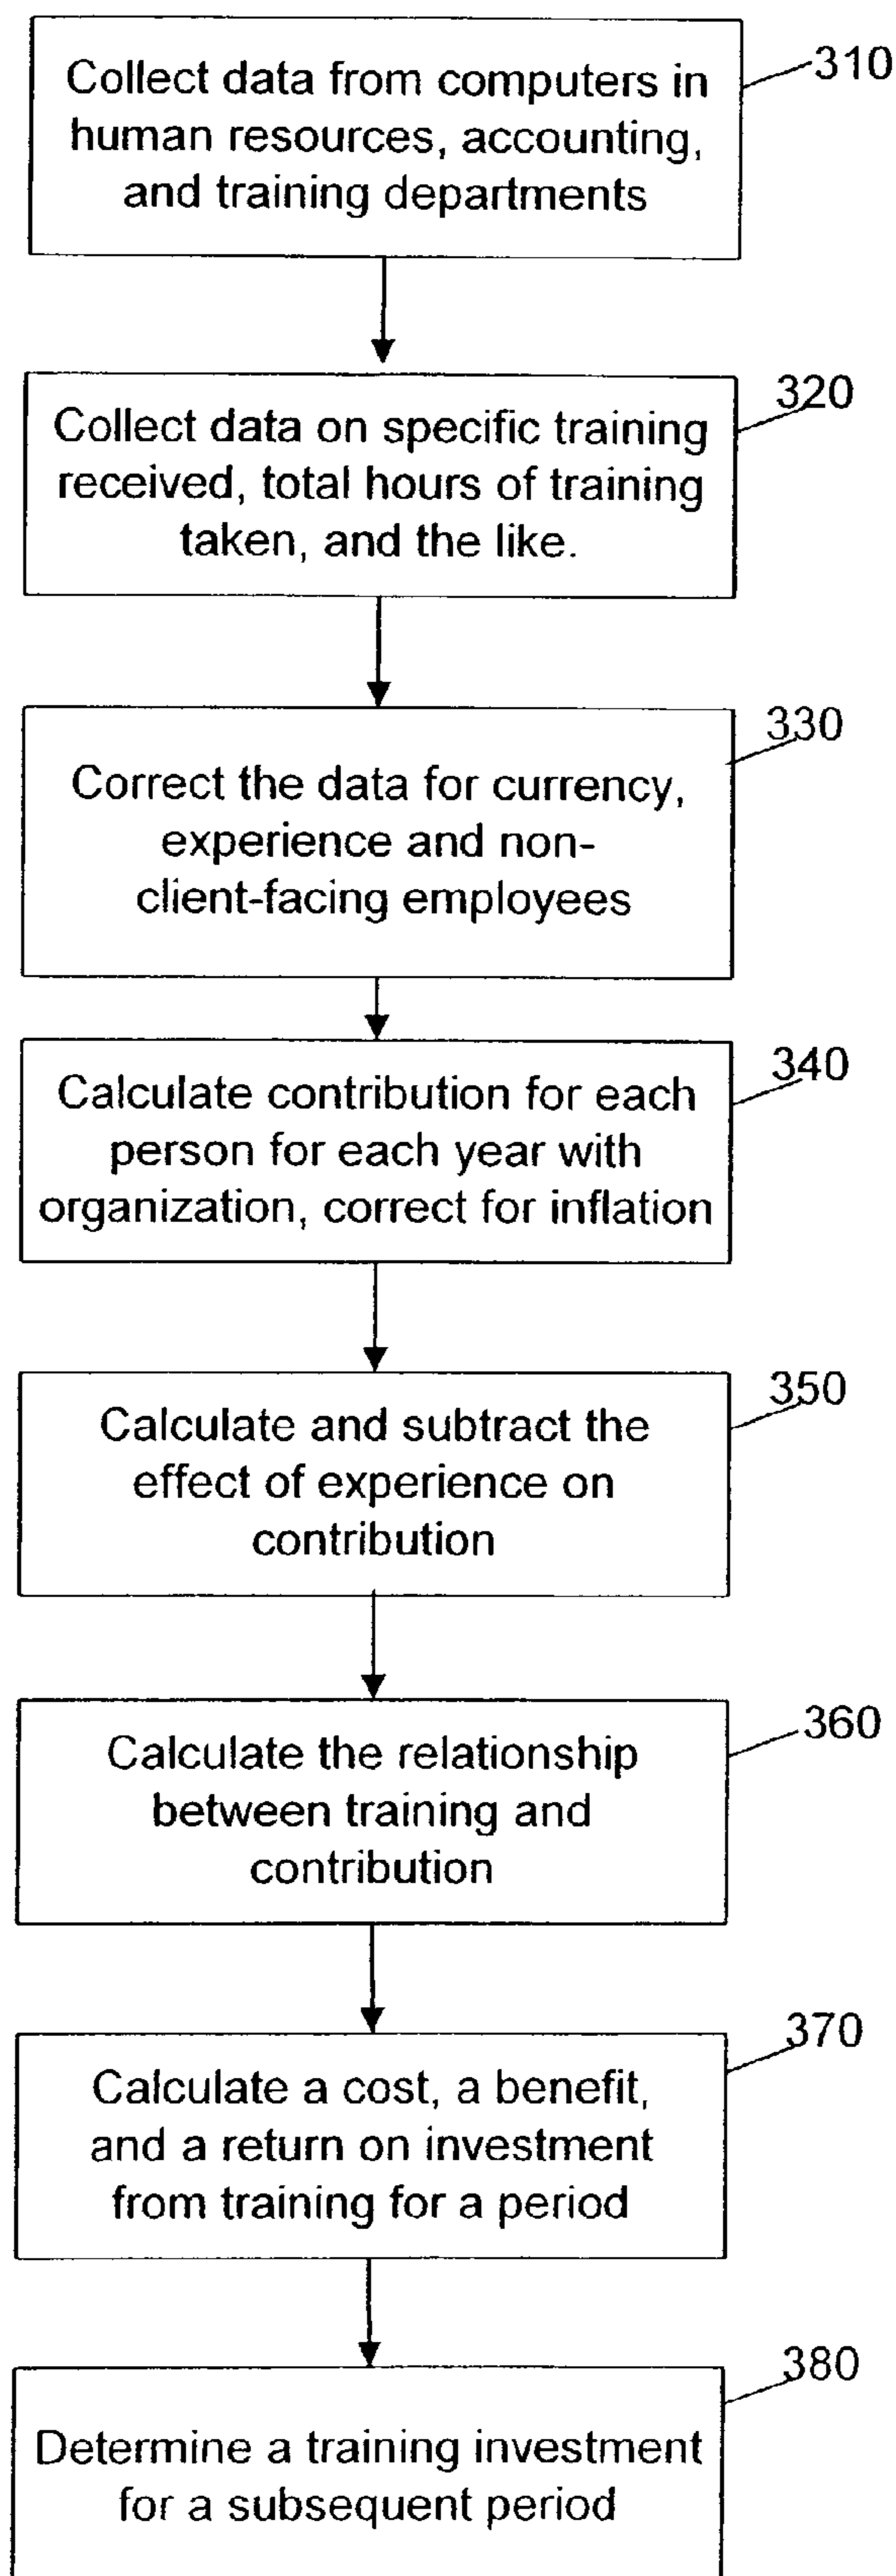 Collect data from computers in
310
human resources, accounting,
and training departments
320
Collect data on specific training
received, total hours of training
taken, and the like.
330
Correct the data for currency,
experience and non-
client-facing employees
340
Calculate contribution for each
person for each year with
organization, correct for inflation
350
Calculate and subtract the
effect of experience on
contribution
360
Calculate the relationship
between training and
contribution
370
Calculate a cost, a benefit,
and a return on investment
from training for a period
380
Determine a training investment
for a subsequent period